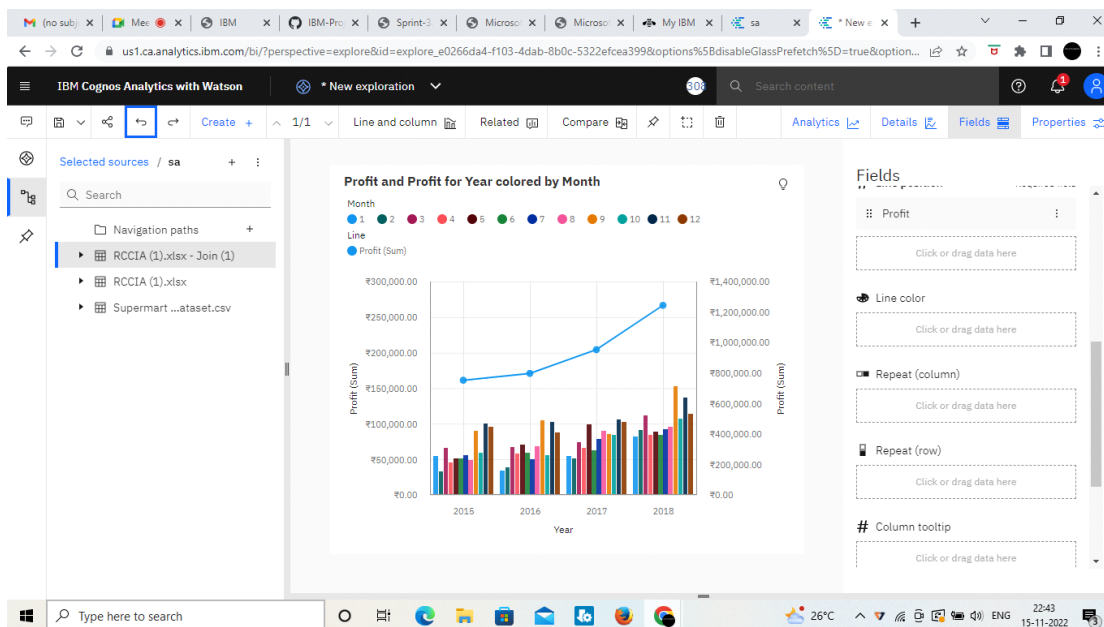 (no subj
Mee
IBM
IBM-Pro
Sprint-3
Microso
Microso
My IBM
sa
* New e
us1.ca.analytics.ibm.com/bi/?perspective=explore&id=explore_e0266da4-f103-4dab-8b0c-5322efcea399&options%5BdisableGlassPrefetch%5D=true&option...
IBM Cognos Analytics with Watson
* New exploration
308
Search content
1
Create +
1/1
Line and column
Related
Compare
Analytics
Details
Fields
Properties
Selected sources / sa
Search
Navigation paths
RCCIA (1).xlsx - Join (1)
RCCIA (1).xlsx
Supermart ...ataset.csv
Profit and Profit for Year colored by Month
Month
1 2 3 4 5 6 7 8 9 10 11 12
Line
Profit (Sum)
₹300,000.00
₹250,000.00
₹200,000.00
₹150,000.00
₹100,000.00
₹50,000.00
₹0.00
Profit (Sum)
₹1,400,000.00
₹1,200,000.00
₹1,000,000.00
₹800,000.00
₹600,000.00
₹400,000.00
₹200,000.00
₹0.00
Profit (Sum)
2015 2016 2017 2018
Year
Fields
Profit
Click or drag data here
Line color
Click or drag data here
Repeat (column)
Click or drag data here
Repeat (row)
Click or drag data here
# Column tooltip
Click or drag data here
Type here to search
26°C
ENG
22:43
15-11-2022
3